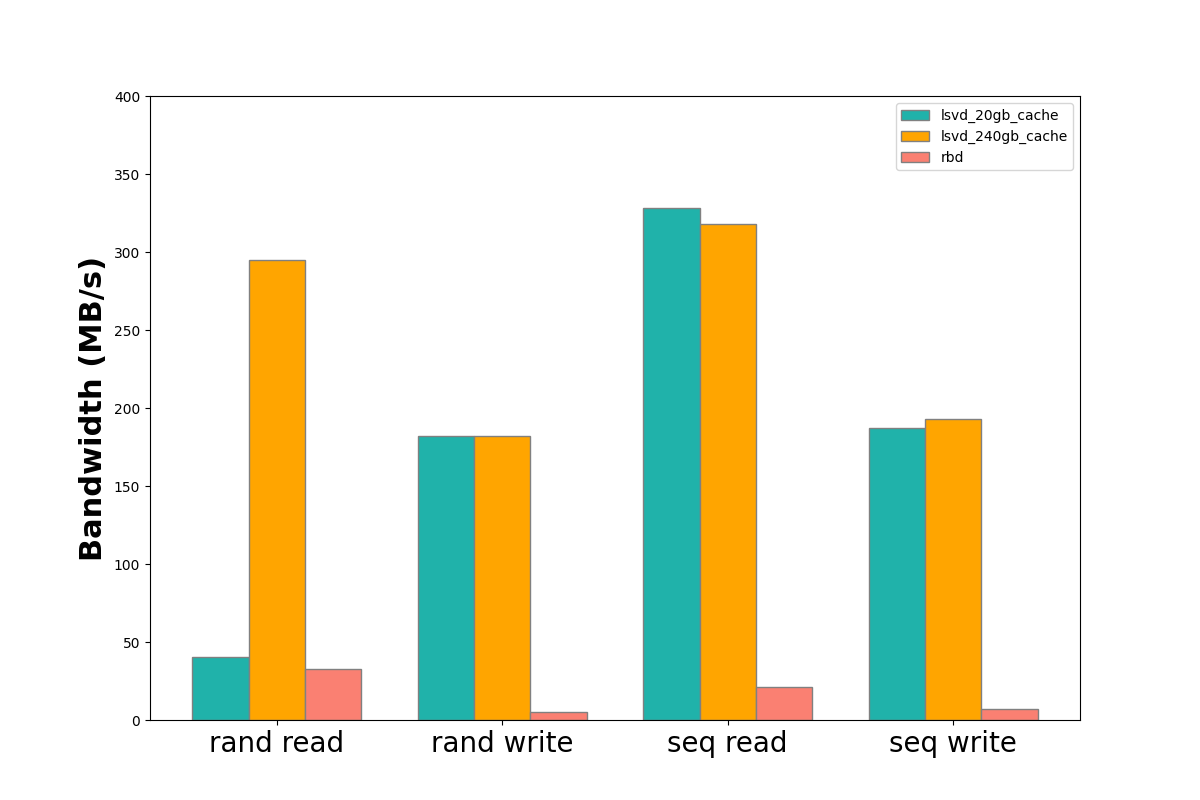 Bandwidth (MB/s)
400
350
300
250
200
150
100
50
0
lsvd_20gb_cache
lsvd_240gb_cache
rbd
rand read
rand write
seq read
seq write